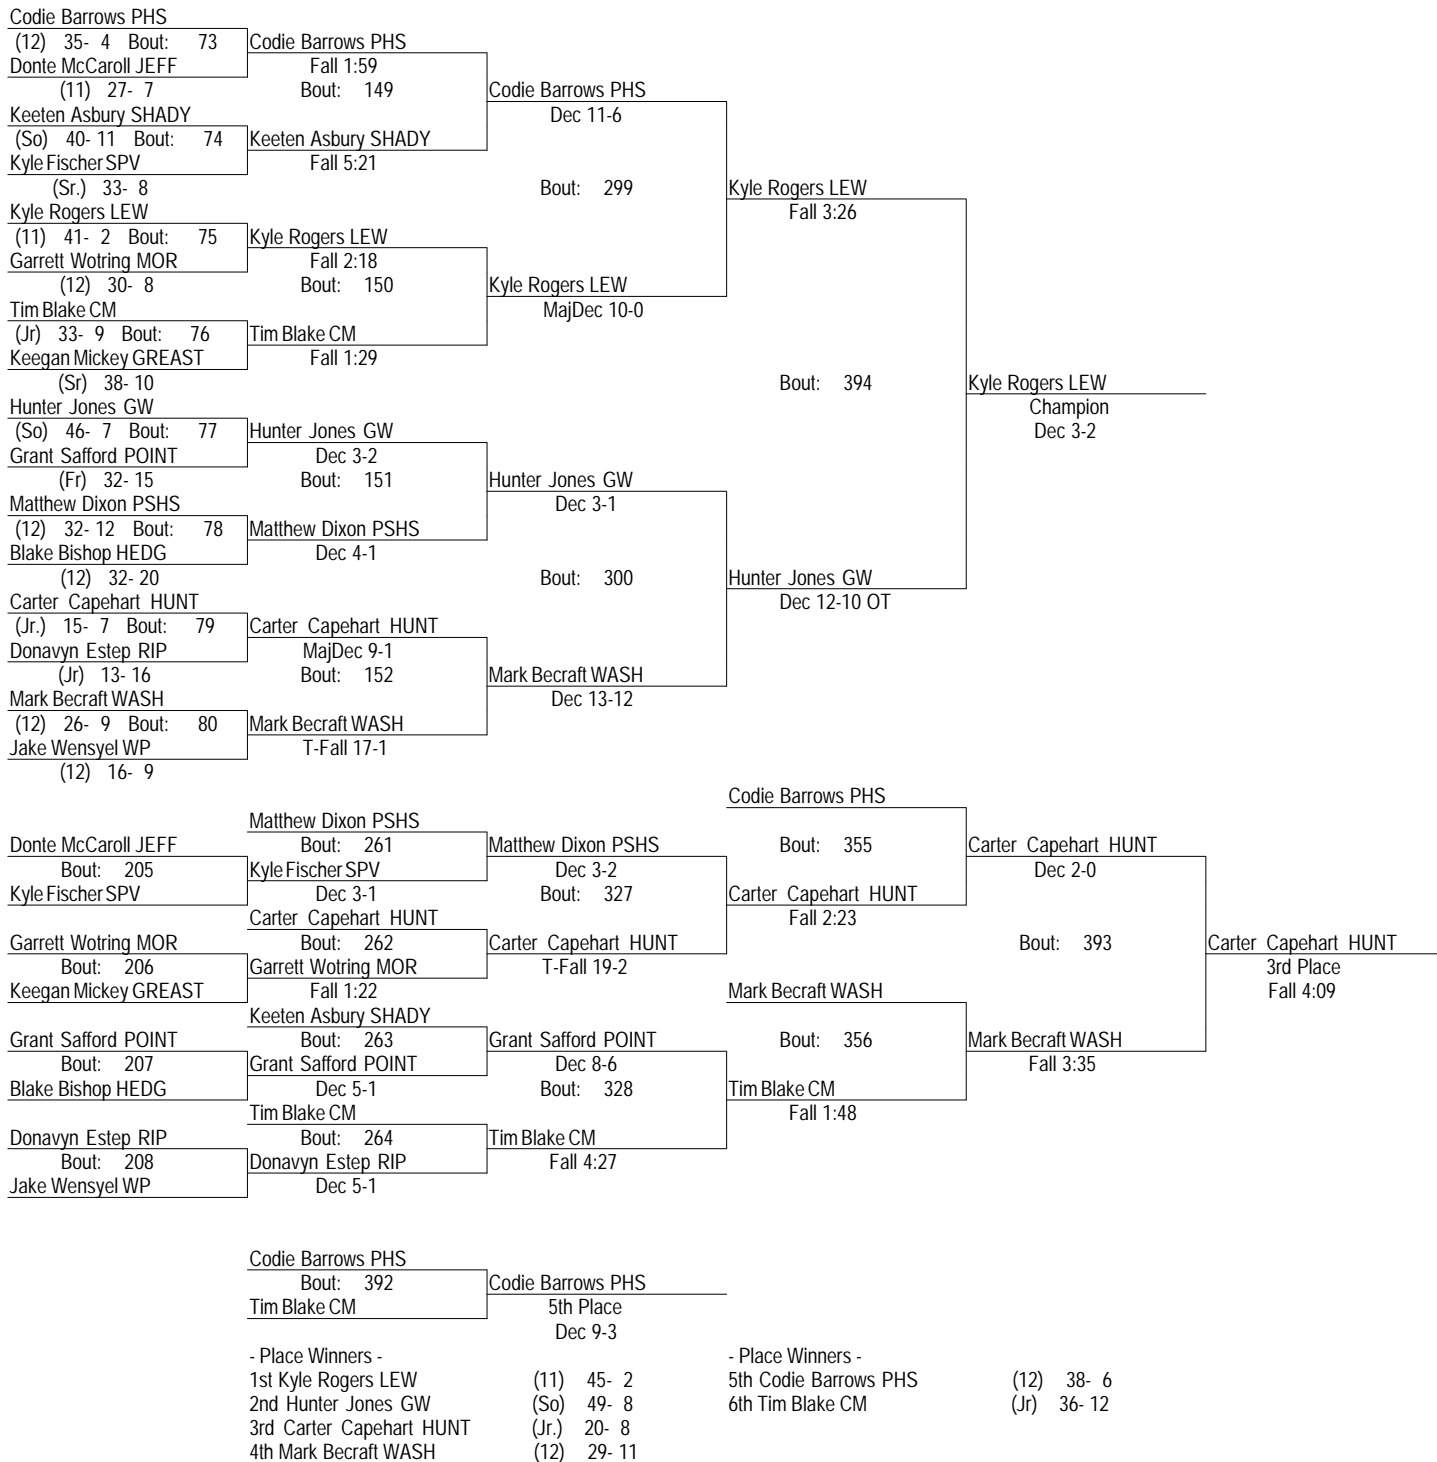 Codie Barrows PHS
(12) 35- 4 Bout: 73 Codie Barrows PHS
Donte McCaroll JEFF Fall 1:59
(11) 27- 7 Bout: 149 Codie Barrows PHS
Keeten Asbury SHADY Dec 11-6
(So) 40- 11 Bout: 74 Keeten Asbury SHADY
Kyle Fischer SPV Fall 5:21
(Sr.) 33- 8 Bout: 299 Kyle Rogers LEW
Kyle Rogers LEW Fall 3:26
(11) 41- 2 Bout: 75 Kyle Rogers LEW
Garrett Wotring MOR Fall 2:18
(12) 30- 8 Bout: 150 Kyle Rogers LEW
Tim Blake CM MajDec 10-0
(Jr) 33- 9 Bout: 76 Tim Blake CM
Keegan Mickey GREAST Fall 1:29
(Sr) 38- 10 Bout: 394 Kyle Rogers LEW
Hunter Jones GW Champion
(So) 46- 7 Bout: 77 Hunter Jones GW Dec 3-2
Grant Safford POINT Dec 3-2
(Fr) 32- 15 Bout: 151 Hunter Jones GW
Matthew Dixon PSHS Dec 3-1
(12) 32- 12 Bout: 78 Matthew Dixon PSHS
Blake Bishop HEDG Dec 4-1
(12) 32- 20 Bout: 300 Hunter Jones GW
Carter Capehart HUNT Dec 12-10 OT
(Jr.) 15- 7 Bout: 79 Carter Capehart HUNT
Donavyn Estep RIP MajDec 9-1
(Jr) 13- 16 Bout: 152 Mark Becraft WASH
Mark Becraft WASH Dec 13-12
(12) 26- 9 Bout: 80 Mark Becraft WASH
Jake Wensyel WP T-Fall 17-1
(12) 16- 9
Codie Barrows PHS
Matthew Dixon PSHS
Donte McCaroll JEFF Bout: 261 Matthew Dixon PSHS Bout: 355 Carter Capehart HUNT
Bout: 205 Kyle Fischer SPV Dec 3-2 Dec 2-0
Kyle Fischer SPV Dec 3-1 Bout: 327 Carter Capehart HUNT
Carter Capehart HUNT Fall 2:23
Garrett Wotring MOR Bout: 262 Carter Capehart HUNT Bout: 393 Carter Capehart HUNT
Bout: 206 Garrett Wotring MOR T-Fall 19-2 3rd Place
Keegan Mickey GREAST Fall 1:22 Mark Becraft WASH Fall 4:09
Keeten Asbury SHADY
Grant Safford POINT Bout: 263 Grant Safford POINT Bout: 356 Mark Becraft WASH
Bout: 207 Grant Safford POINT Dec 8-6 Fall 3:35
Blake Bishop HEDG Dec 5-1 Bout: 328 Tim Blake CM
Tim Blake CM Fall 1:48
Donavyn Estep RIP Bout: 264 Tim Blake CM
Bout: 208 Donavyn Estep RIP Fall 4:27
Jake Wensyel WP Dec 5-1
Codie Barrows PHS
Bout: 392 Codie Barrows PHS
Tim Blake CM 5th Place
Dec 9-3
- Place Winners - - Place Winners -
1st Kyle Rogers LEW (11) 45- 2 5th Codie Barrows PHS (12) 38- 6
2nd Hunter Jones GW (So) 49- 8 6th Tim Blake CM (Jr) 36- 12
3rd Carter Capehart HUNT (Jr.) 20- 8
4th Mark Becraft WASH (12) 29- 11